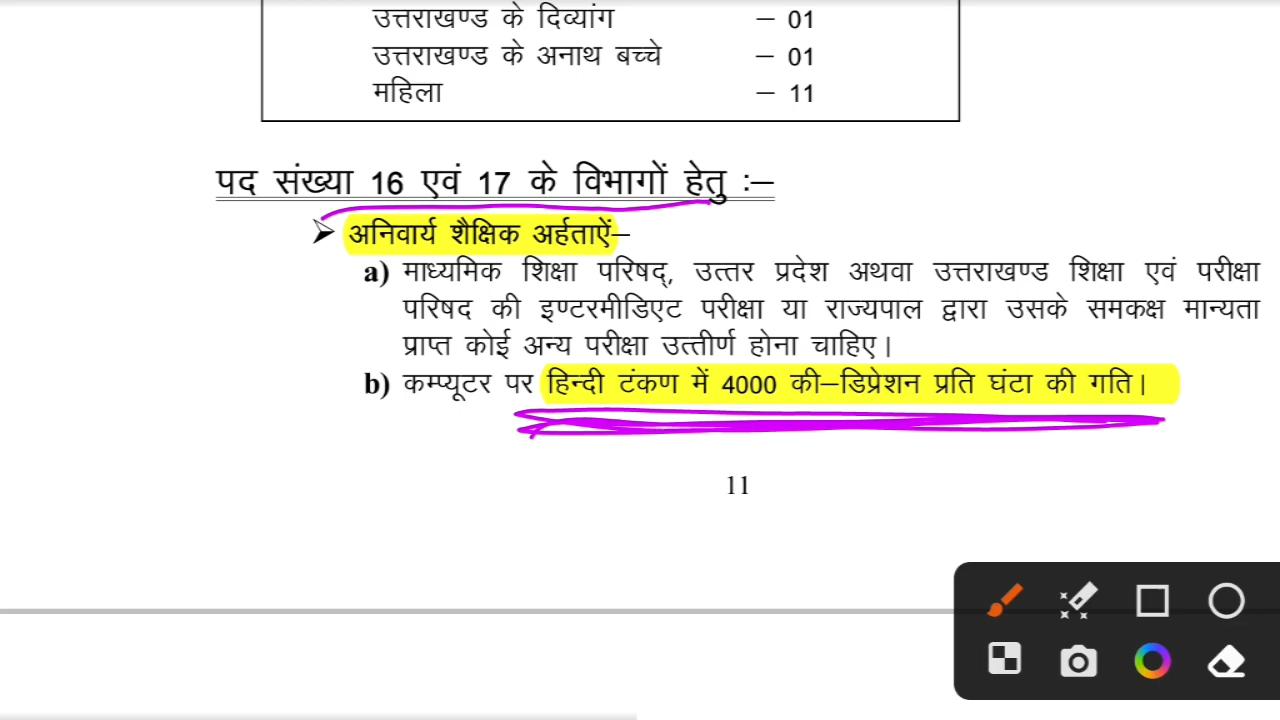 उत्तराखण्ड के दिव्यांग – 01
उत्तराखण्ड के अनाथ बच्चे – 01
महिला – 11
पद संख्या 16 एवं 17 के विभागों हेतु :–
➢ अनिवार्य शैक्षिक अर्हताऐं–
a) माध्यमिक शिक्षा परिषद्, उत्तर प्रदेश अथवा उत्तराखण्ड शिक्षा एवं परीक्षा
परिषद की इण्टरमीडिएट परीक्षा या राज्यपाल द्वारा उसके समकक्ष मान्यता
प्राप्त कोई अन्य परीक्षा उत्तीर्ण होना चाहिए।
b) कम्प्यूटर पर हिन्दी टंकण में 4000 की–डिप्रेशन प्रति घंटा की गति।
11